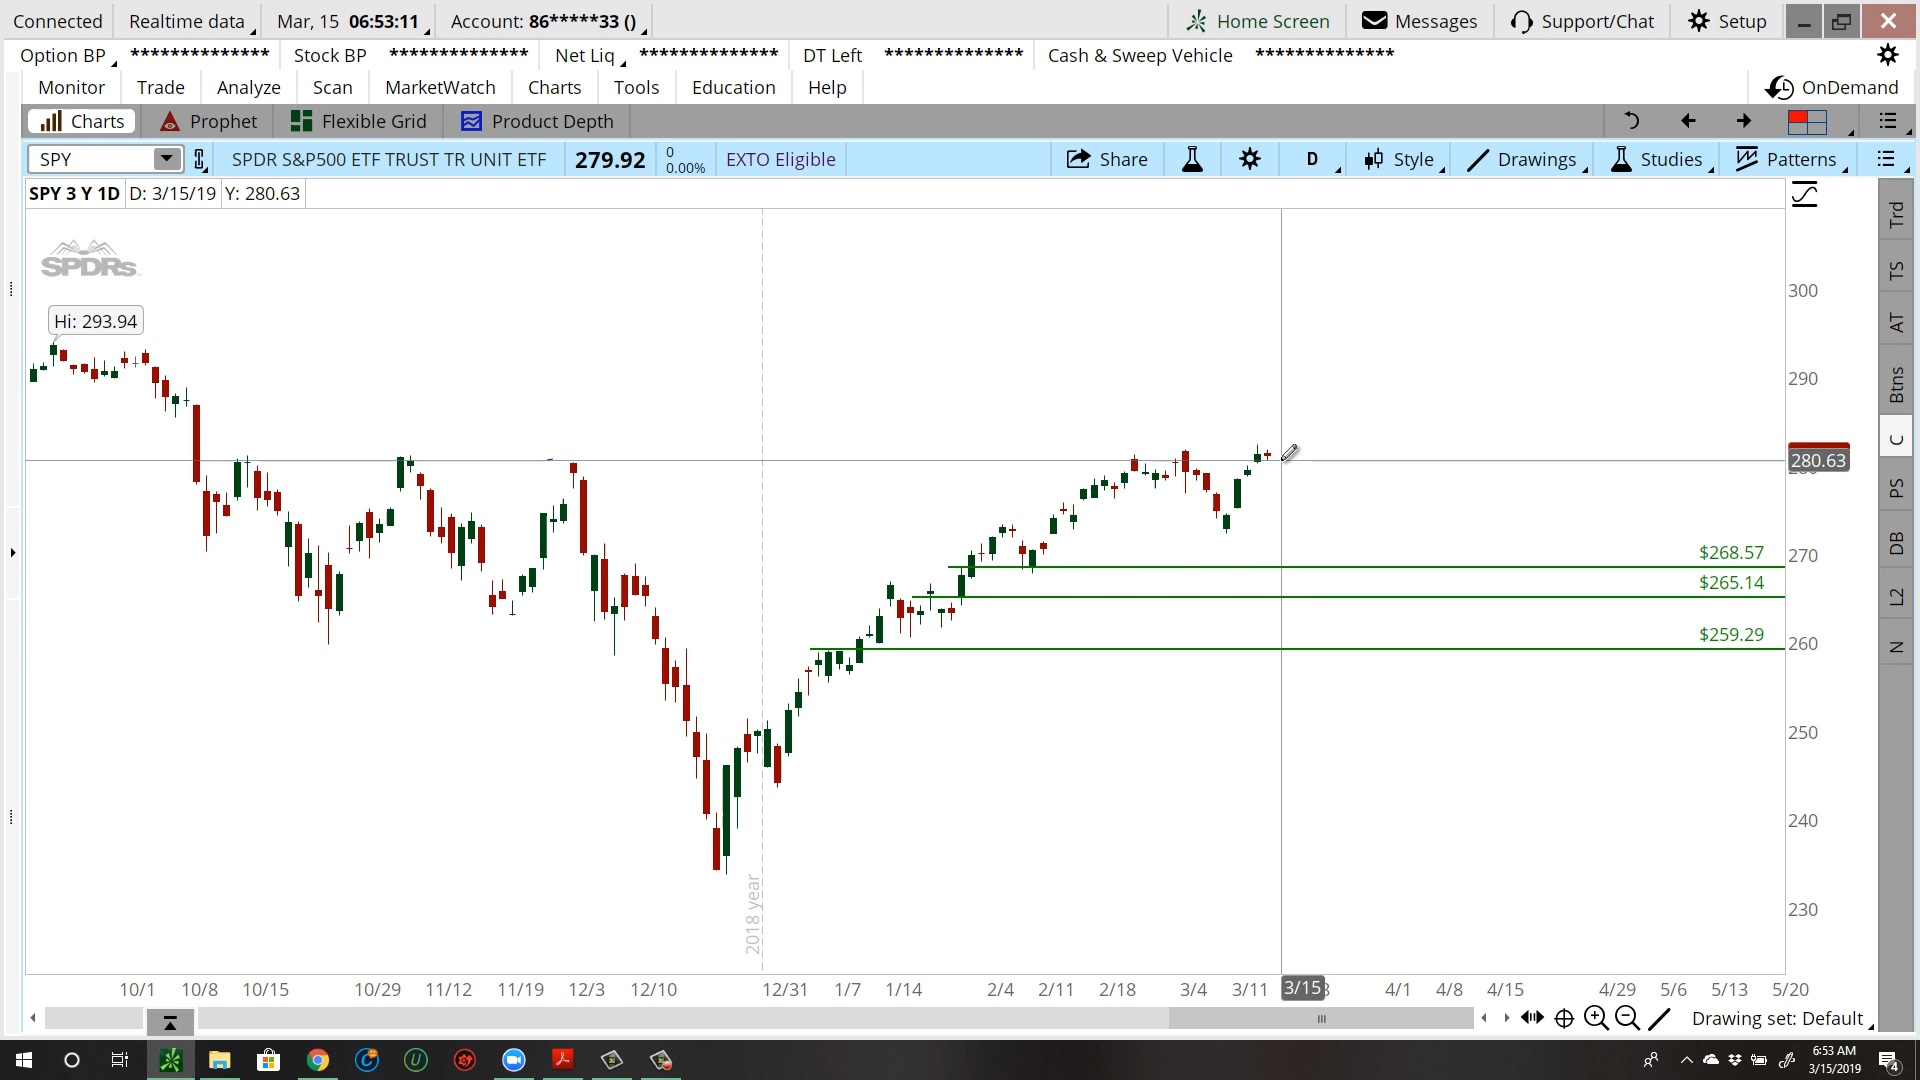 Connected Realtime data Mar, 15 06:53:11 Account: 86*****33 () Home Screen Messages Support/Chat Setup
Option BP ************** Stock BP ************** Net Liq ************** DT Left ************** Cash & Sweep Vehicle **************
Monitor Trade Analyze Scan MarketWatch Charts Tools Education Help OnDemand
Charts Prophet Flexible Grid Product Depth
SPY SPDR S&P500 ETF TRUST TR UNIT ETF 279.92 0 0.00% EXTO Eligible Share D Style Drawings Studies Patterns
SPY 3 Y 1D D: 3/15/19 Y: 280.63
SPDRs
Hi: 293.94
300
290
280.63
270
260
250
240
230
$268.57
$265.14
$259.29
2018 year
Trd
TS
AT
Btns
C
PS
DB
L2
N
10/1 10/8 10/15 10/29 11/12 11/19 12/3 12/10 12/31 1/7 1/14 2/4 2/11 2/18 3/4 3/11 3/15 4/1 4/8 4/15 4/29 5/6 5/13 5/20
Drawing set: Default
6:53 AM
3/15/2019
4